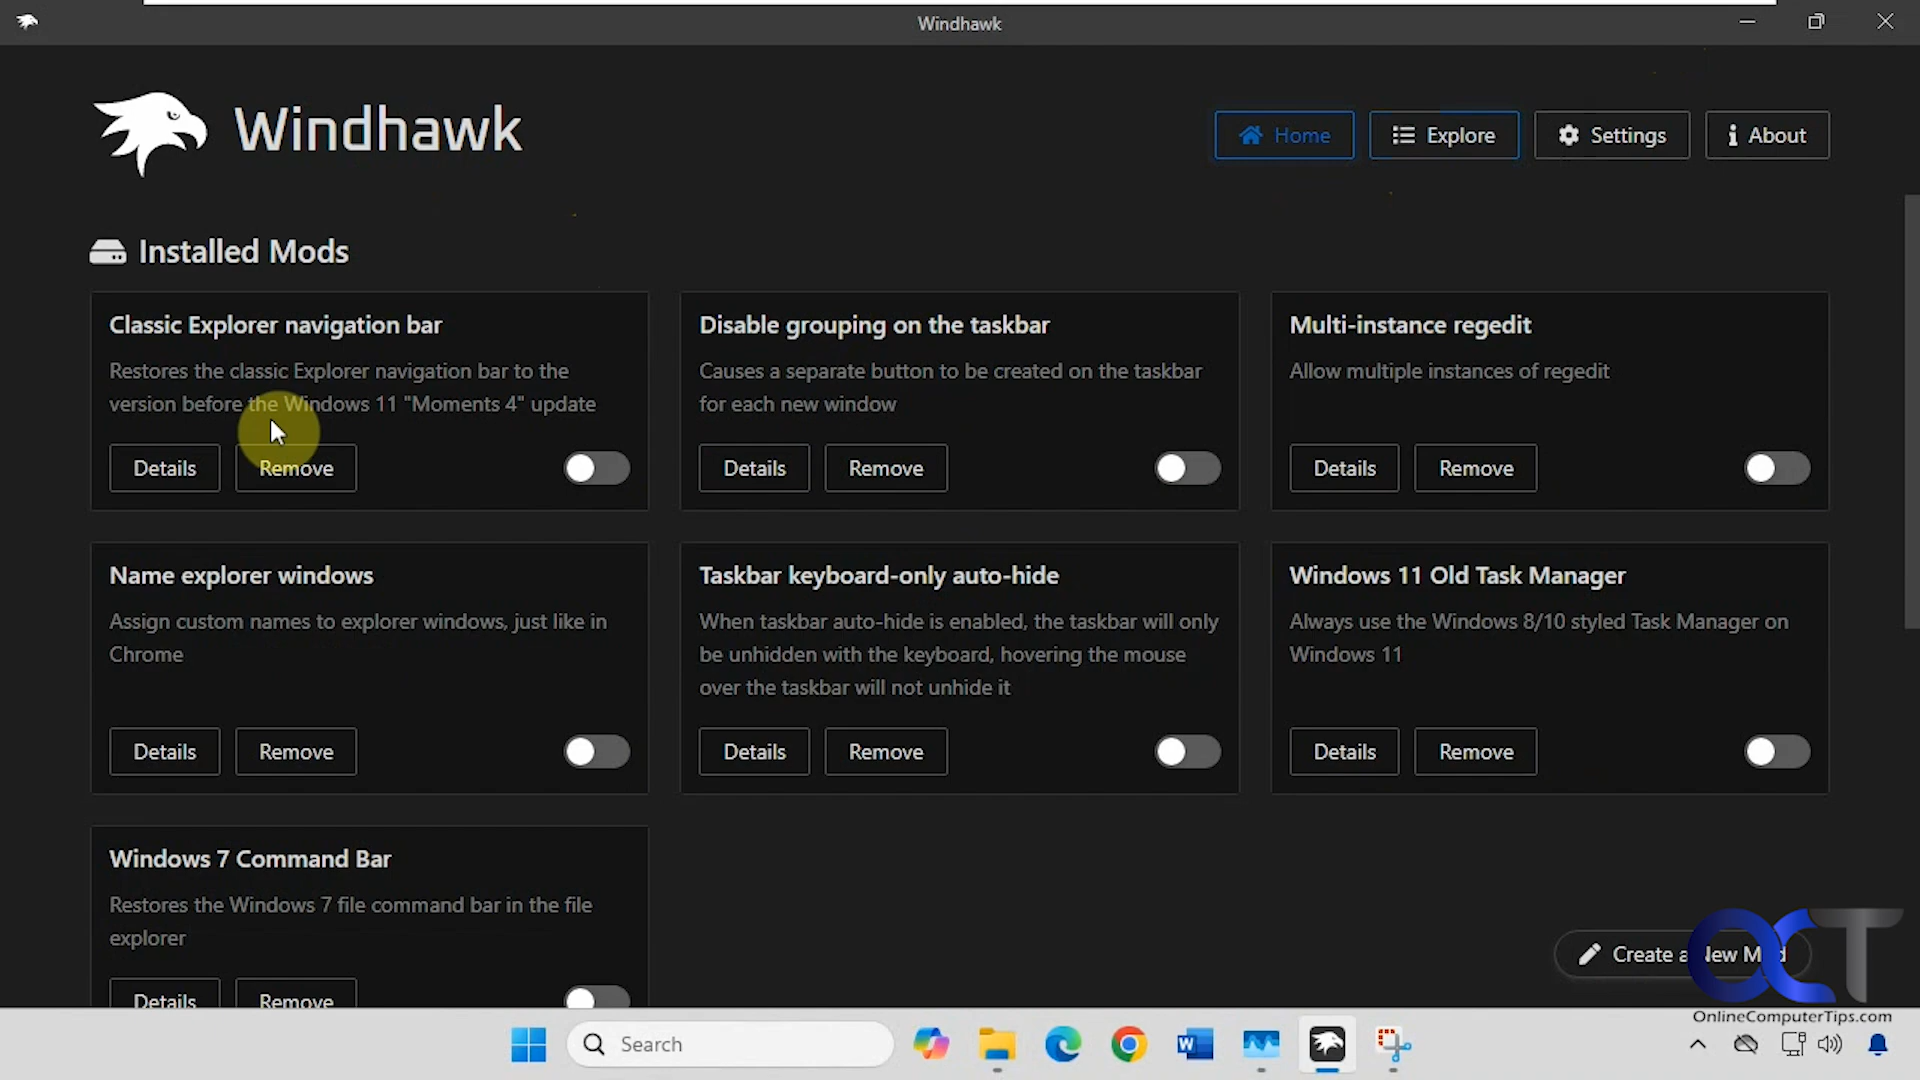 Windhawk
Windhawk
Home
Explore
Settings
About
Installed Mods
Classic Explorer navigation bar
Restores the classic Explorer navigation bar to the
version before the Windows 11 "Moments 4" update
Details
Remove
Disable grouping on the taskbar
Causes a separate button to be created on the taskbar
for each new window
Details
Remove
Multi-instance regedit
Allow multiple instances of regedit
Details
Remove
Name explorer windows
Assign custom names to explorer windows, just like in
Chrome
Details
Remove
Taskbar keyboard-only auto-hide
When taskbar auto-hide is enabled, the taskbar will only
be unhidden with the keyboard, hovering the mouse
over the taskbar will not unhide it
Details
Remove
Windows 11 Old Task Manager
Always use the Windows 8/10 styled Task Manager on
Windows 11
Details
Remove
Windows 7 Command Bar
Restores the Windows 7 file command bar in the file
explorer
Details
Remove
Create a New Mod
OCT
OnlineComputerTips.com
Search